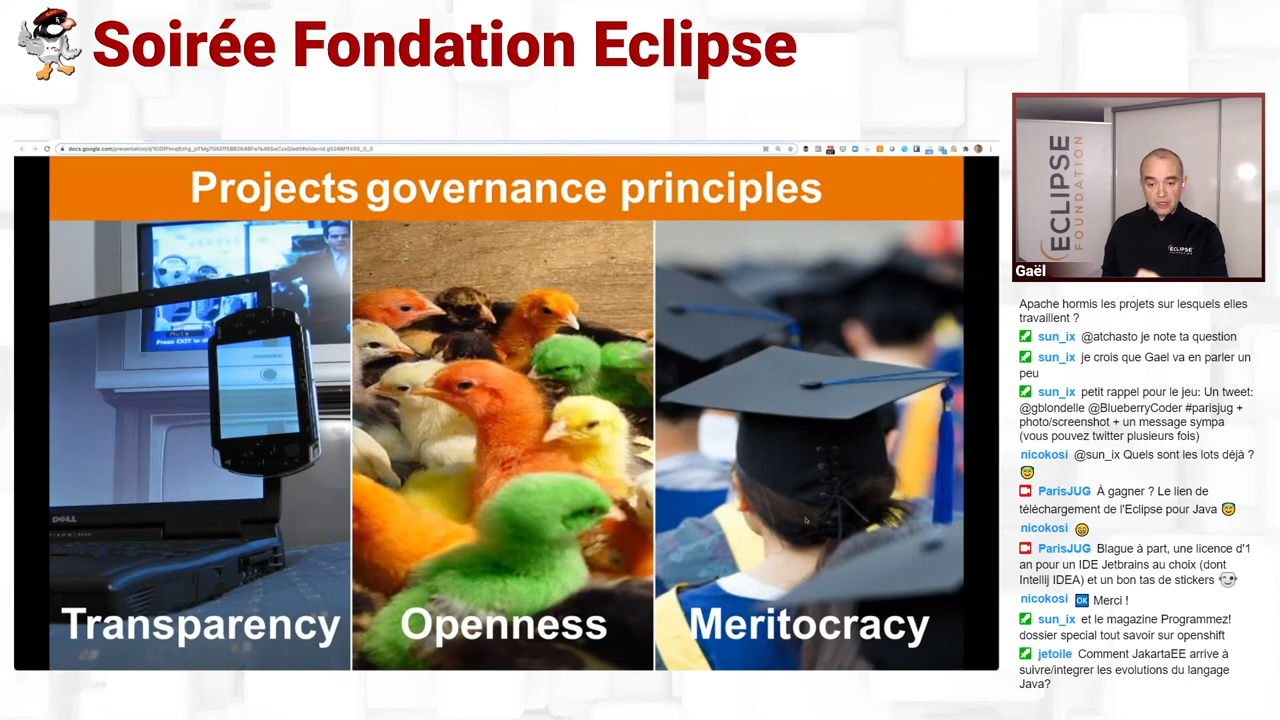 Soirée Fondation Eclipse
Projects governance principles
Mute
Press EXIT to
DELL
Transparency
Openness
Meritocracy
ECLIPSE
FOUNDATION
ECLIPSE
Gaël
Apache hormis les projets sur lesquels elles
travaillent ?
sun_ix @atchasto je note ta question
sun_ix je crois que Gael va en parler un
peu
sun_ix petit rappel pour le jeu: Un tweet:
@gblondelle @BlueberryCoder #parisjug +
photo/screenshot + un message sympa
(vous pouvez twitter plusieurs fois)
nicokosi @sun_ix Quels sont les lots déjà ?
ParisJUG À gagner ? Le lien de
téléchargement de l'Eclipse pour Java
nicokosi
ParisJUG Blague à part, une licence d'1
an pour un IDE Jetbrains au choix (dont
Intellij IDEA) et un bon tas de stickers
nicokosi OK Merci !
sun_ix et le magazine Programmez!
dossier special tout savoir sur openshift
jetoile Comment JakartaEE arrive à
suivre/integrer les evolutions du langage
Java?